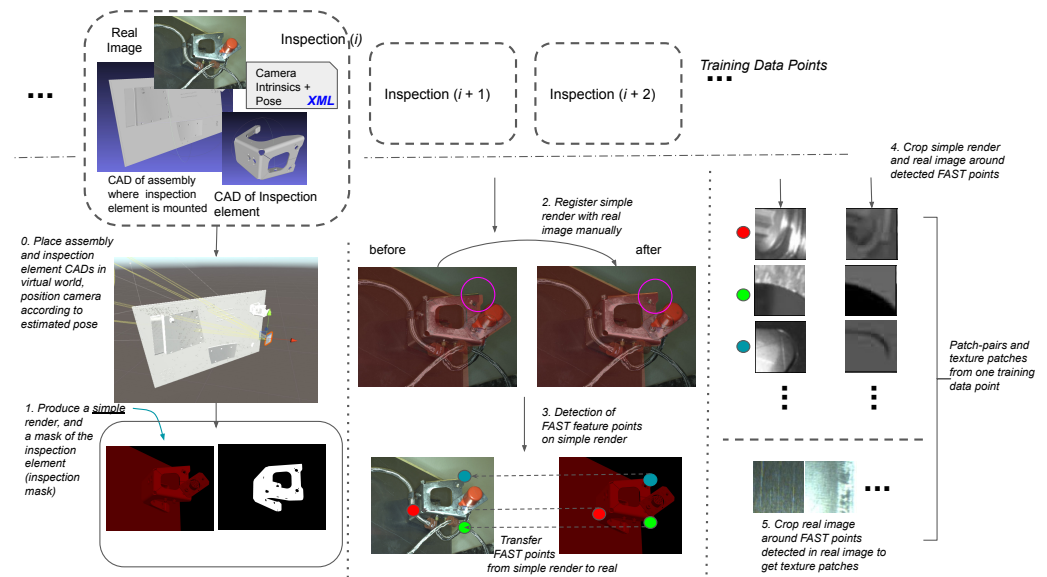 Real
Image
Inspection (i)
Camera
Intrinsics +
Pose XML
CAD of assembly
where inspection
element is mounted
CAD of Inspection
element
...
Inspection (i + 1)
Inspection (i + 2)
...
Training Data Points
0. Place assembly
and inspection
element CADs in
virtual world,
position camera
according to
estimated pose
1. Produce a simple
render, and
a mask of the
inspection
element
(inspection
mask)
2. Register simple
render with real
image manually
before
after
3. Detection of
FAST feature points
on simple render
Transfer
FAST points
from simple render to real
4. Crop simple render
and real image around
detected FAST points
Patch-pairs and
texture patches
from one training
data point
...
5. Crop real image
around FAST points
detected in real image to
get texture patches